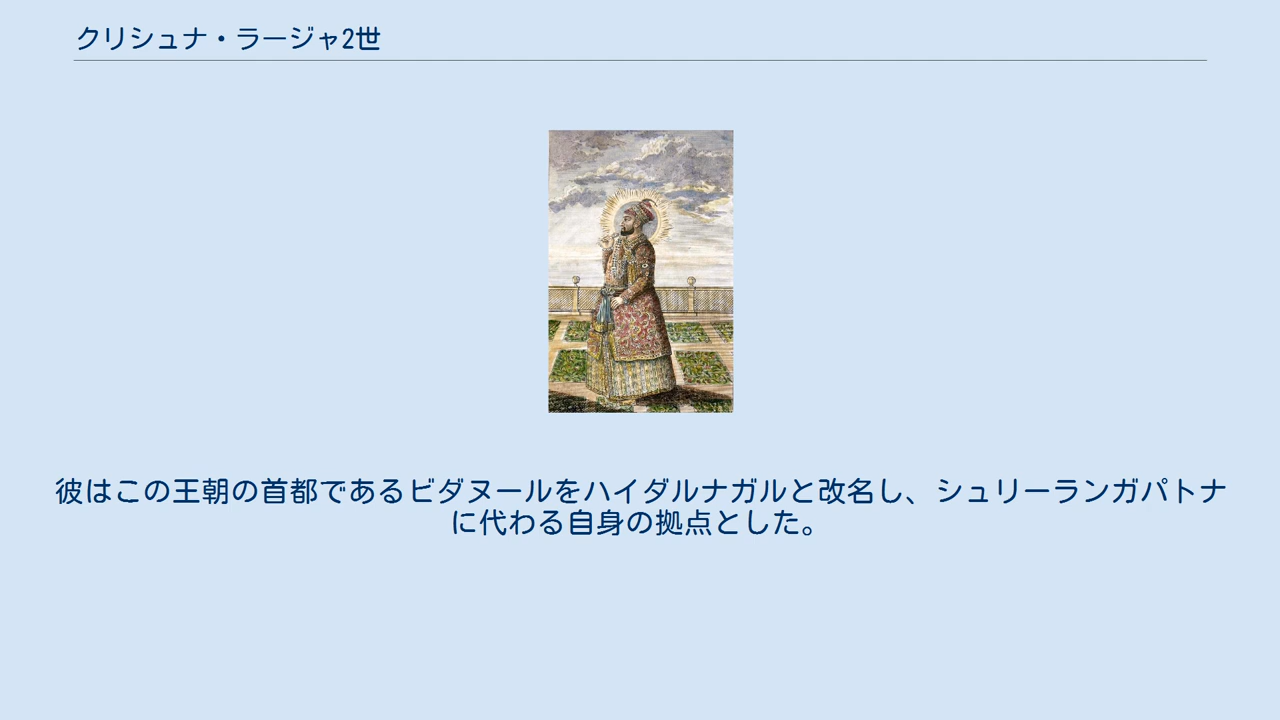 クリシュナ・ラージャ2世
彼はこの王朝の首都であるビダヌールをハイダルナガルと改名し、シュリーランガパトナ
に代わる自身の拠点とした。